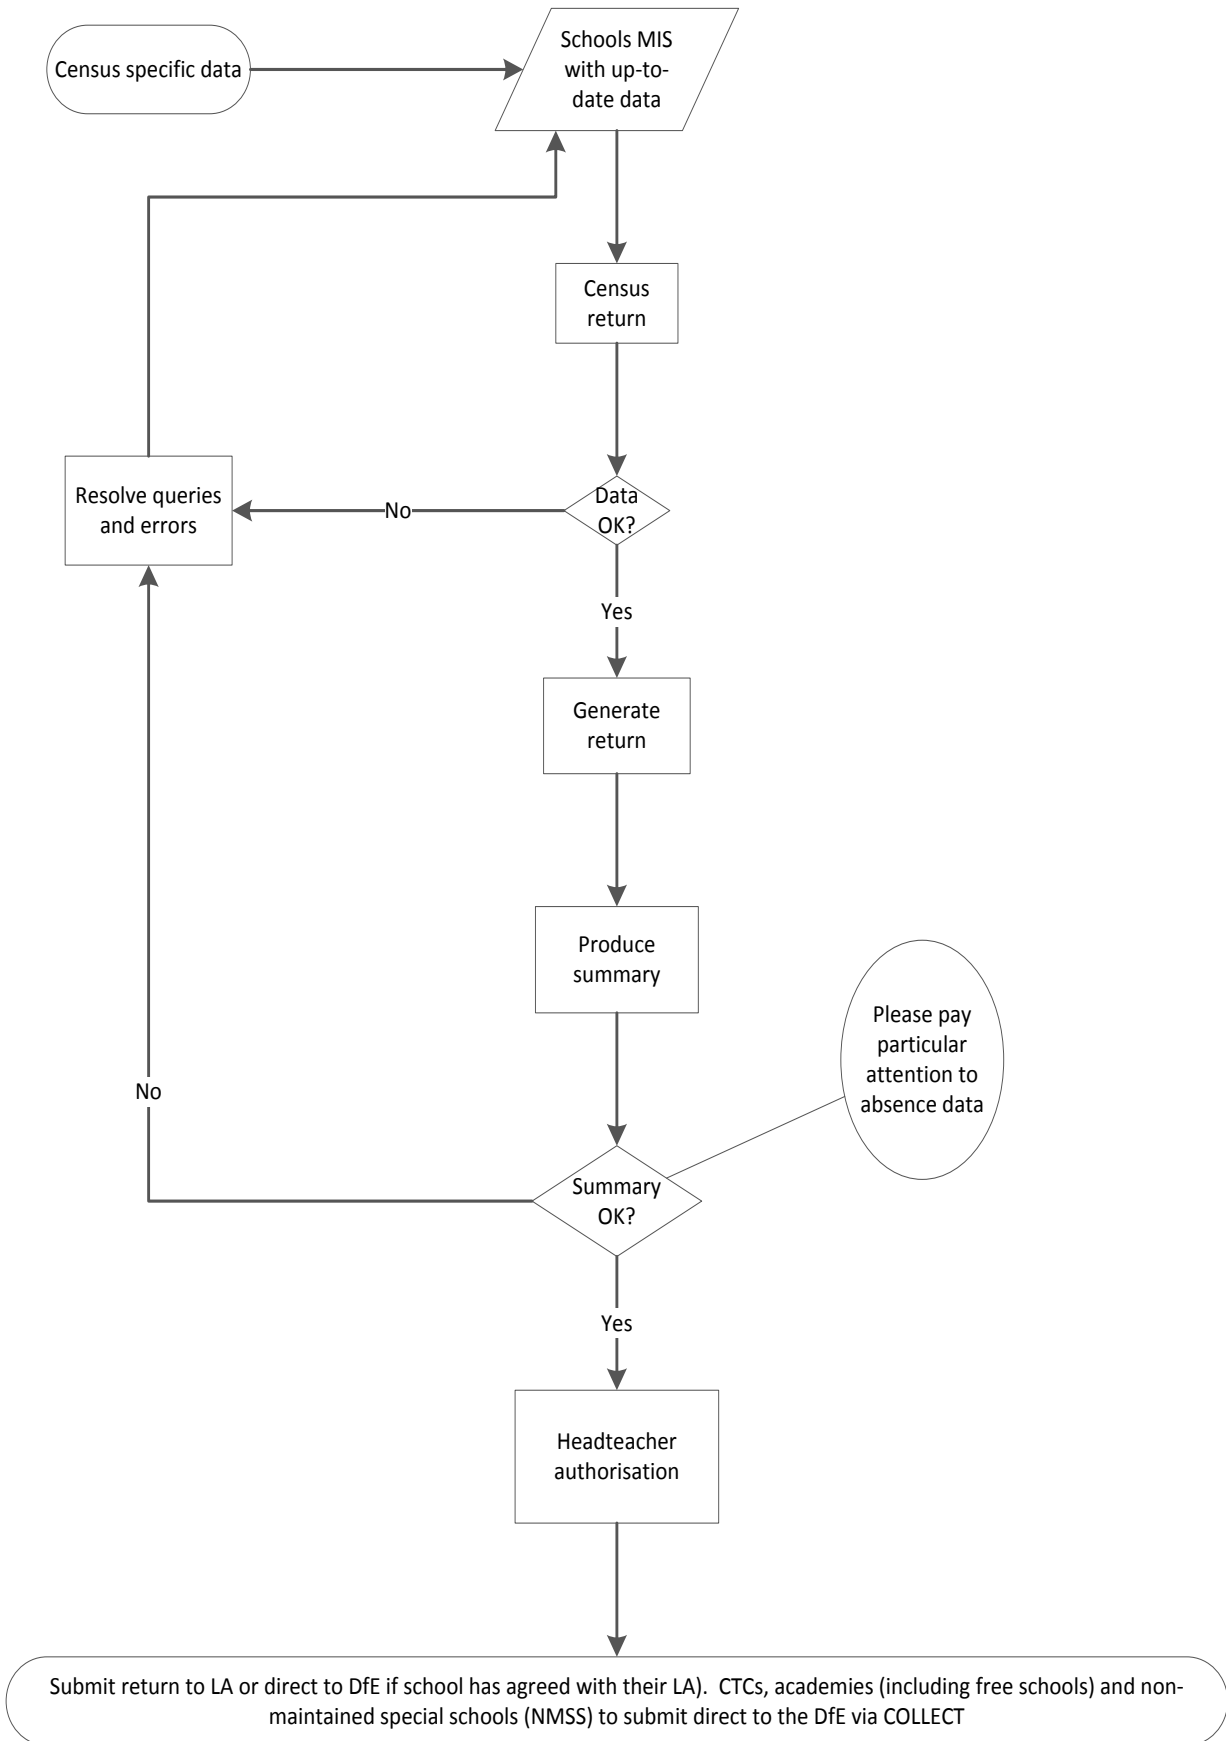 Census specific data
Schools MIS
with up-to-
date data
Census
return
Resolve queries
and errors
No
Data
OK?
Yes
Generate
return
Produce
summary
Please pay
particular
attention to
absence data
No
Summary
OK?
Yes
Headteacher
authorisation
Submit return to LA or direct to DfE if school has agreed with their LA).  CTCs, academies (including free schools) and non-
maintained special schools (NMSS) to submit direct to the DfE via COLLECT